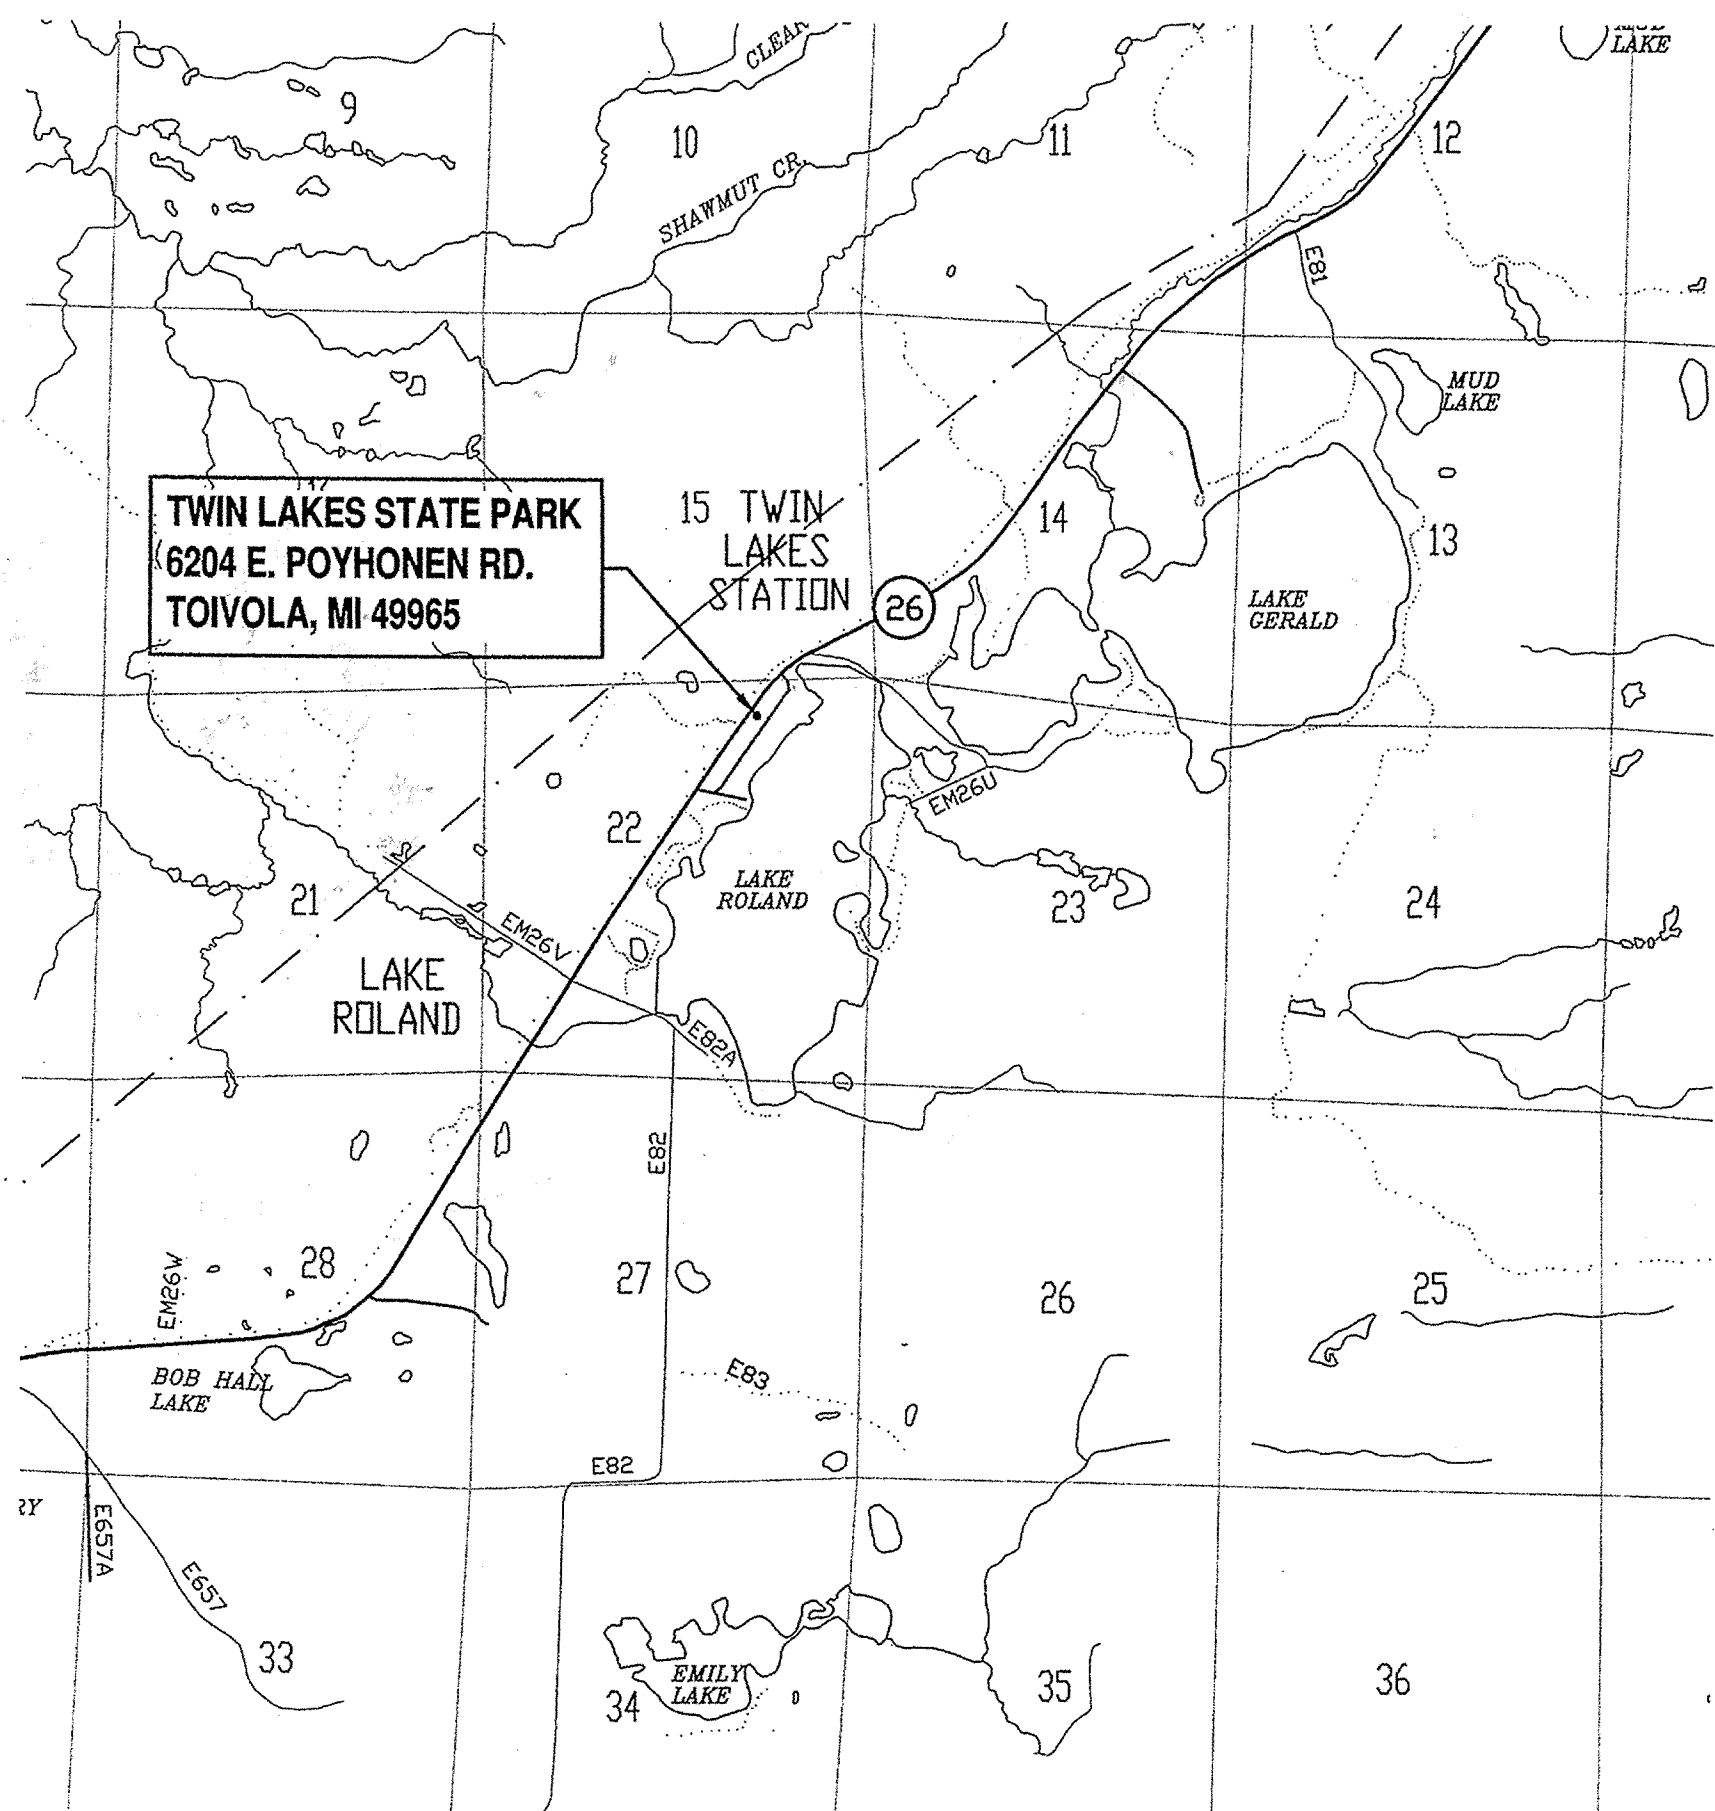 CLEAR
LAKE
9
10
11
12
SHAWMUT CR.
E81
MUD
LAKE
TWIN LAKES STATE PARK
6204 E. POYHONEN RD.
TOIVOLA, MI 49965
15 TWIN
LAKES
STATION
14
13
26
LAKE
GERALD
EM26U
22
LAKE
ROLAND
21
23
24
EM26V
LAKE
ROLAND
E82A
E82
28
EM26W
27
26
25
BOB HALL
LAKE
E83
E82
E657A
E657
33
EMILY
LAKE
34
35
36